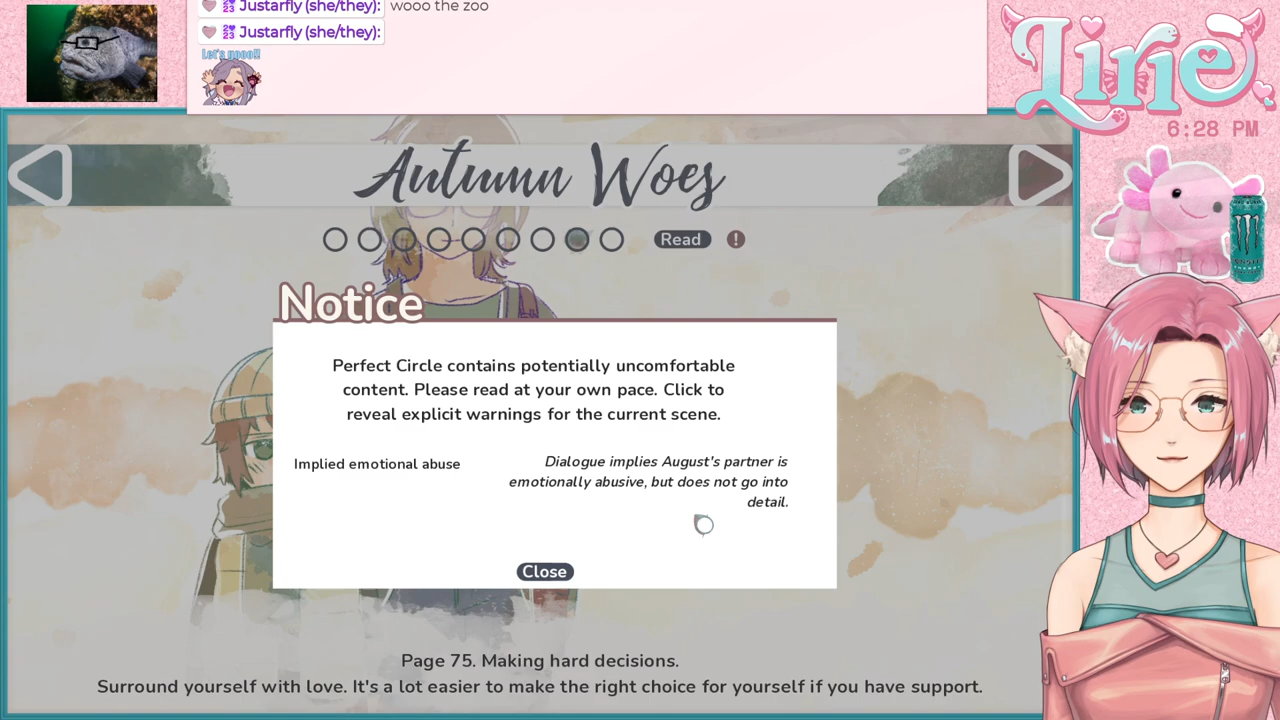 Justarfly (she/they): wooo the zoo
Justarfly (she/they):
Let's goooo!!
Lirie
6:28 PM
Autumn Woes
Read !
Notice
Perfect Circle contains potentially uncomfortable
content. Please read at your own pace. Click to
reveal explicit warnings for the current scene.
Implied emotional abuse
Dialogue implies August's partner is
emotionally abusive, but does not go into
detail.
Close
Page 75. Making hard decisions.
Surround yourself with love. It's a lot easier to make the right choice for yourself if you have support.